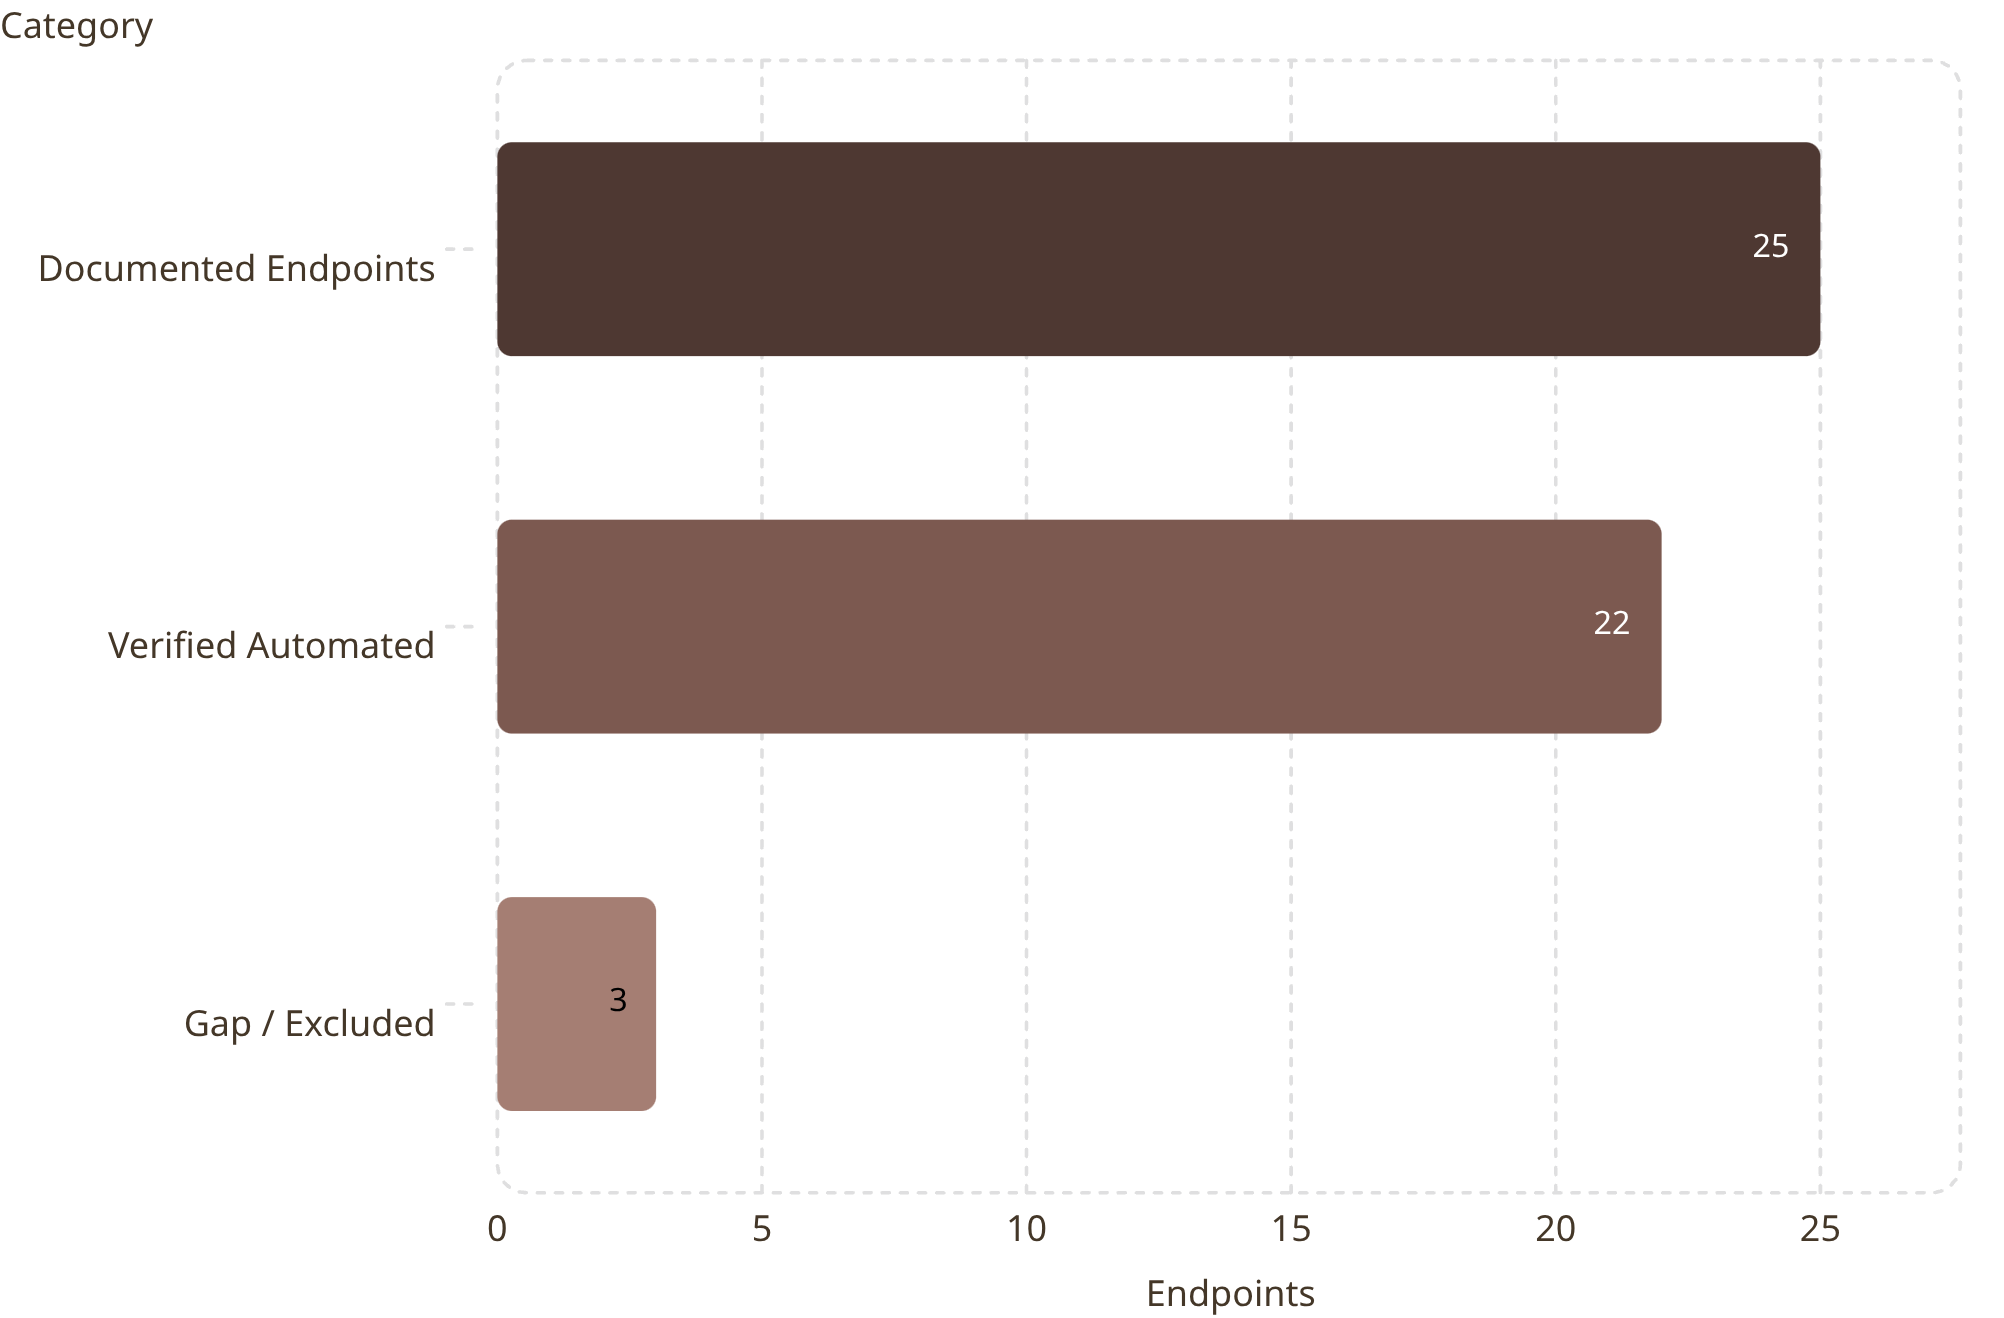 Category
Documented Endpoints
25
Verified Automated
22
Gap / Excluded
3
0 5 10 15 20 25
Endpoints